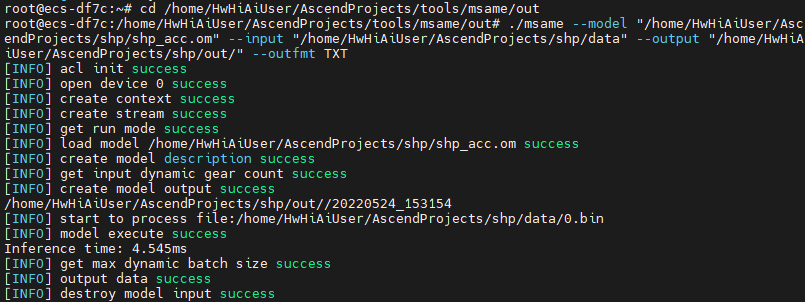 root@ecs-df7c:~# cd /home/HwHiAiUser/AscendProjects/tools/msame/out
root@ecs-df7c:/home/HwHiAiUser/AscendProjects/tools/msame/out# ./msame --model "/home/HwHiAiUser/Asc
endProjects/shp/shp_acc.om" --input "/home/HwHiAiUser/AscendProjects/shp/data" --output "/home/HwHiA
iUser/AscendProjects/shp/out/" --outfmt TXT
[INFO] acl init success
[INFO] open device 0 success
[INFO] create context success
[INFO] create stream success
[INFO] get run mode success
[INFO] load model /home/HwHiAiUser/AscendProjects/shp/shp_acc.om success
[INFO] create model description success
[INFO] get input dynamic gear count success
[INFO] create model output success
/home/HwHiAiUser/AscendProjects/shp/out//20220524_153154
[INFO] start to process file:/home/HwHiAiUser/AscendProjects/shp/data/0.bin
[INFO] model execute success
Inference time: 4.545ms
[INFO] get max dynamic batch size success
[INFO] output data success
[INFO] destroy model input success